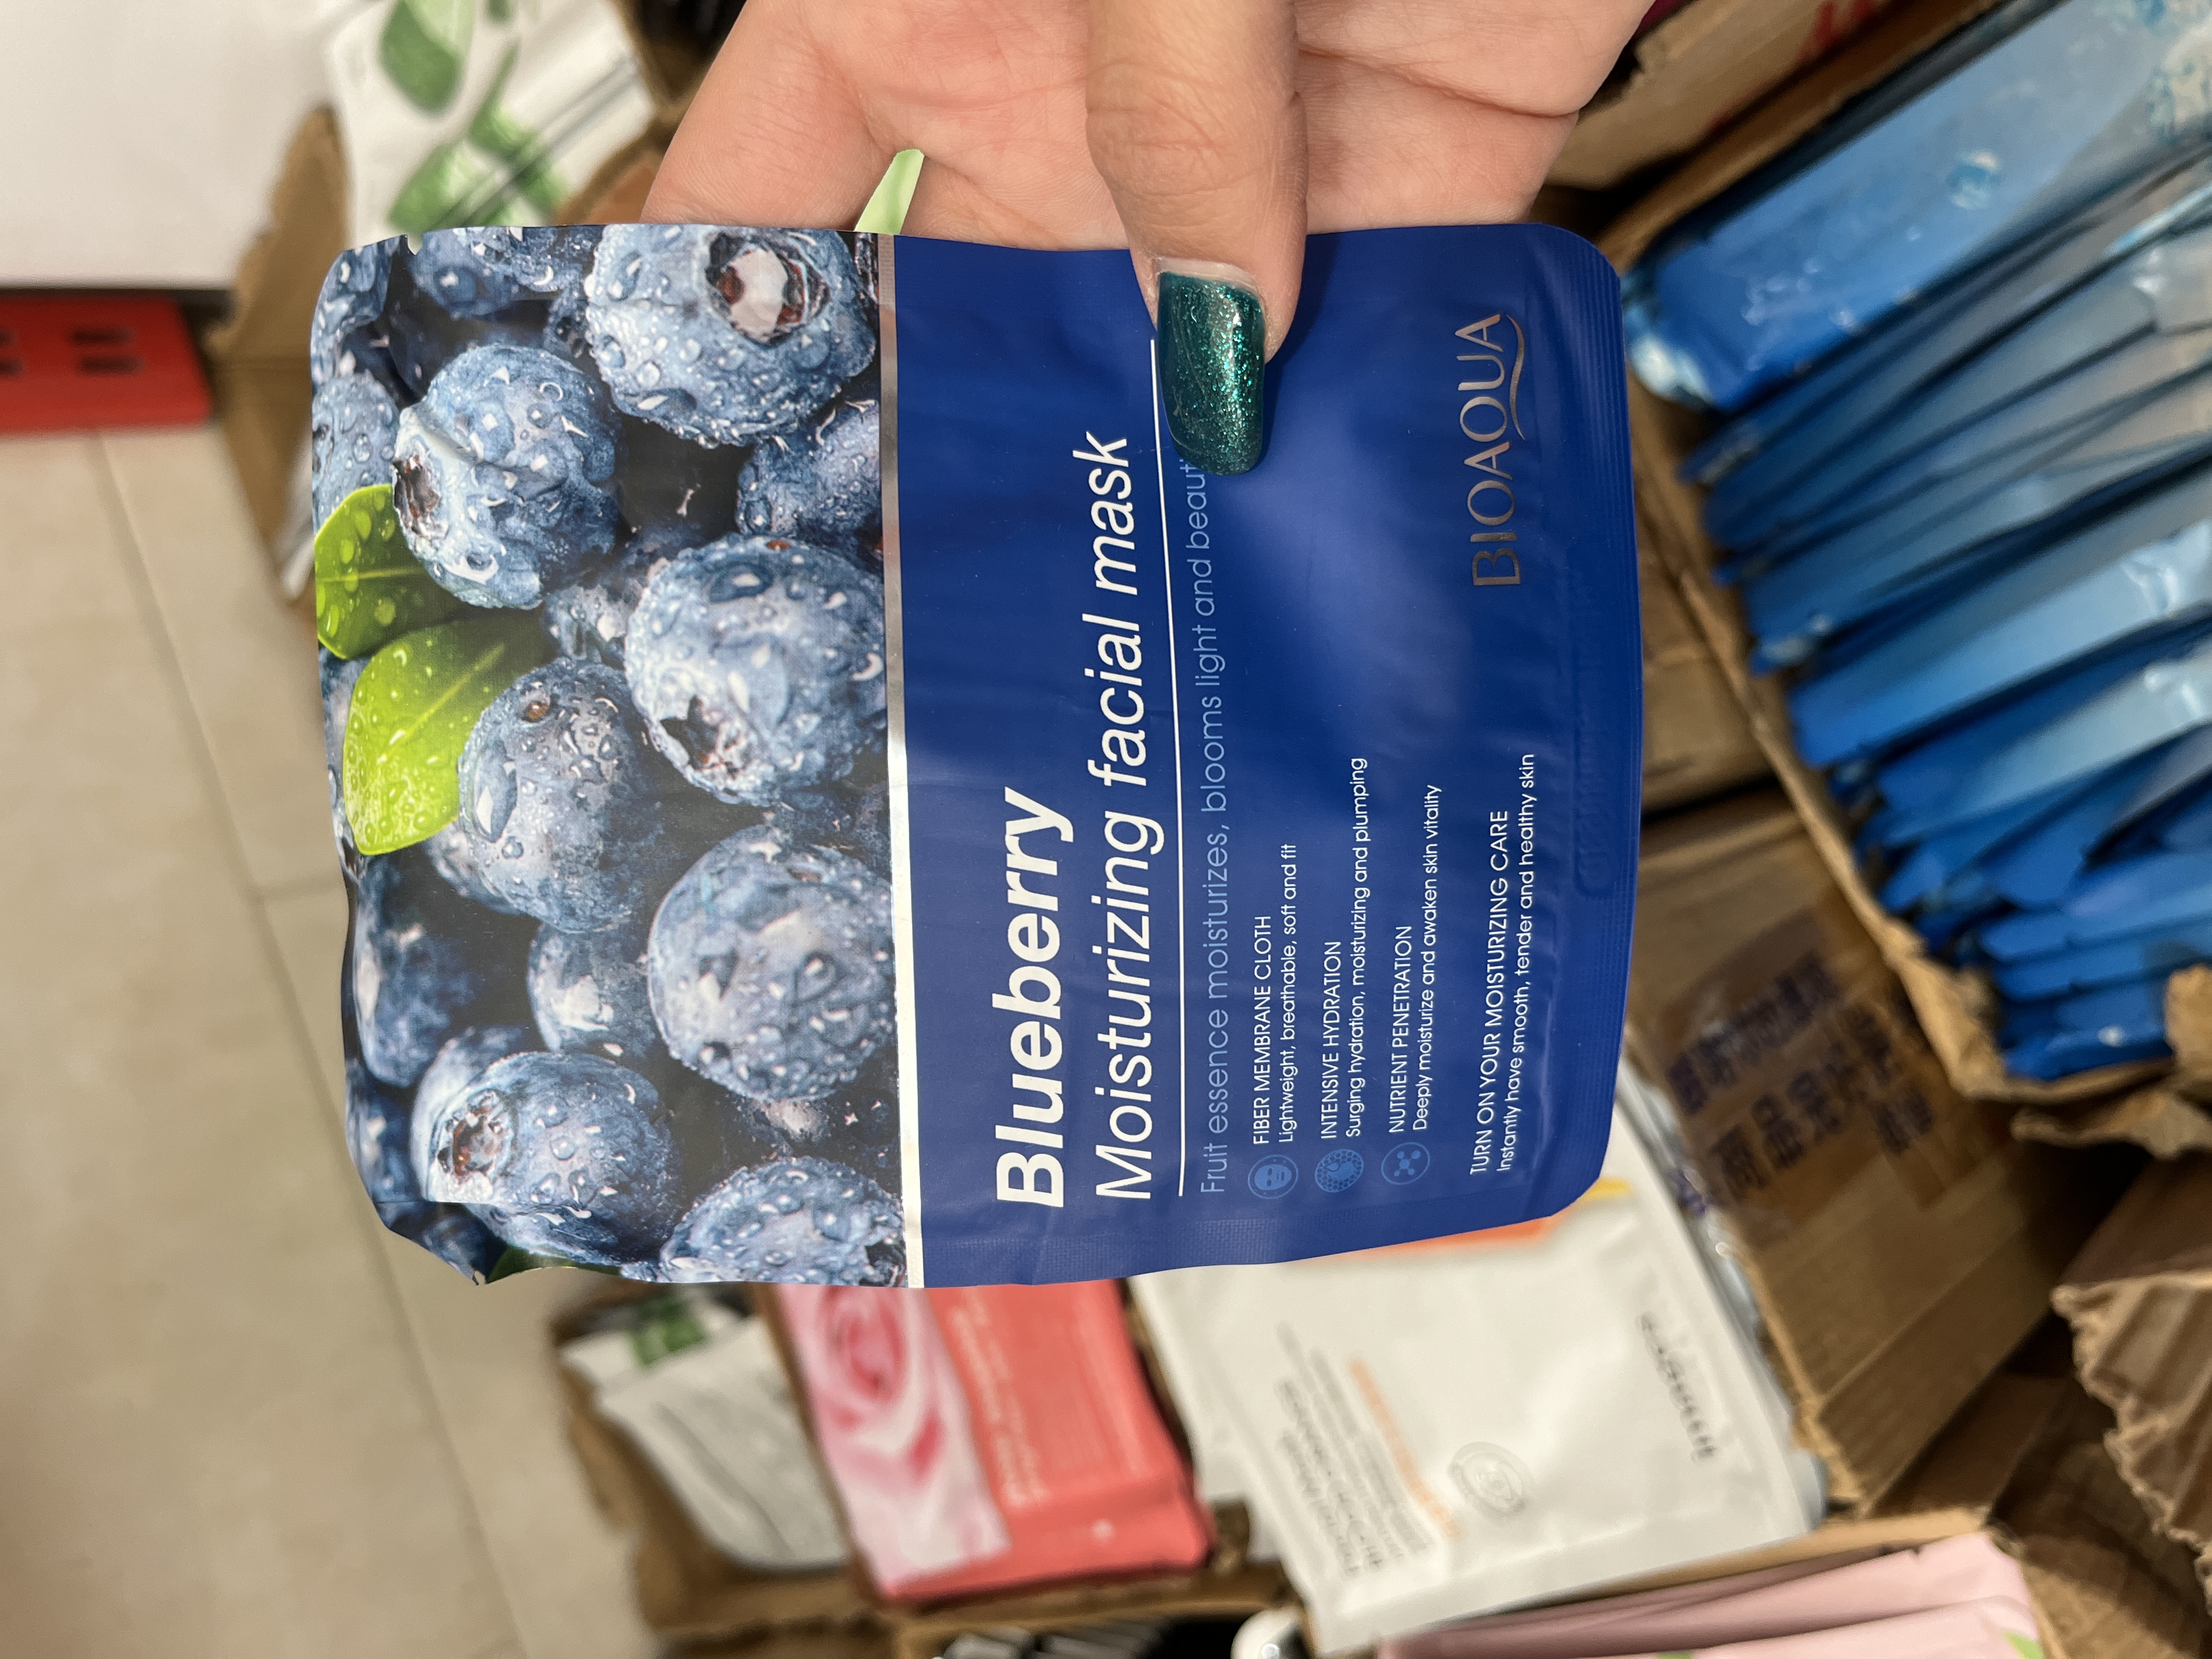 Blueberry
Moisturizing facial mask
Fruit essence moisturizes, blooms light and beaut
FIBER MEMBRANE CLOTH
Lightweight, breathable, soft and fit
INTENSIVE HYDRATION
Surging hydration, moisturizing and plumping
NUTRIENT PENETRATION
Deeply moisturize and awaken skin vitality
TURN ON YOUR MOISTURIZING CARE
Instantly have smooth, tender and healthy skin
BIOAQUA